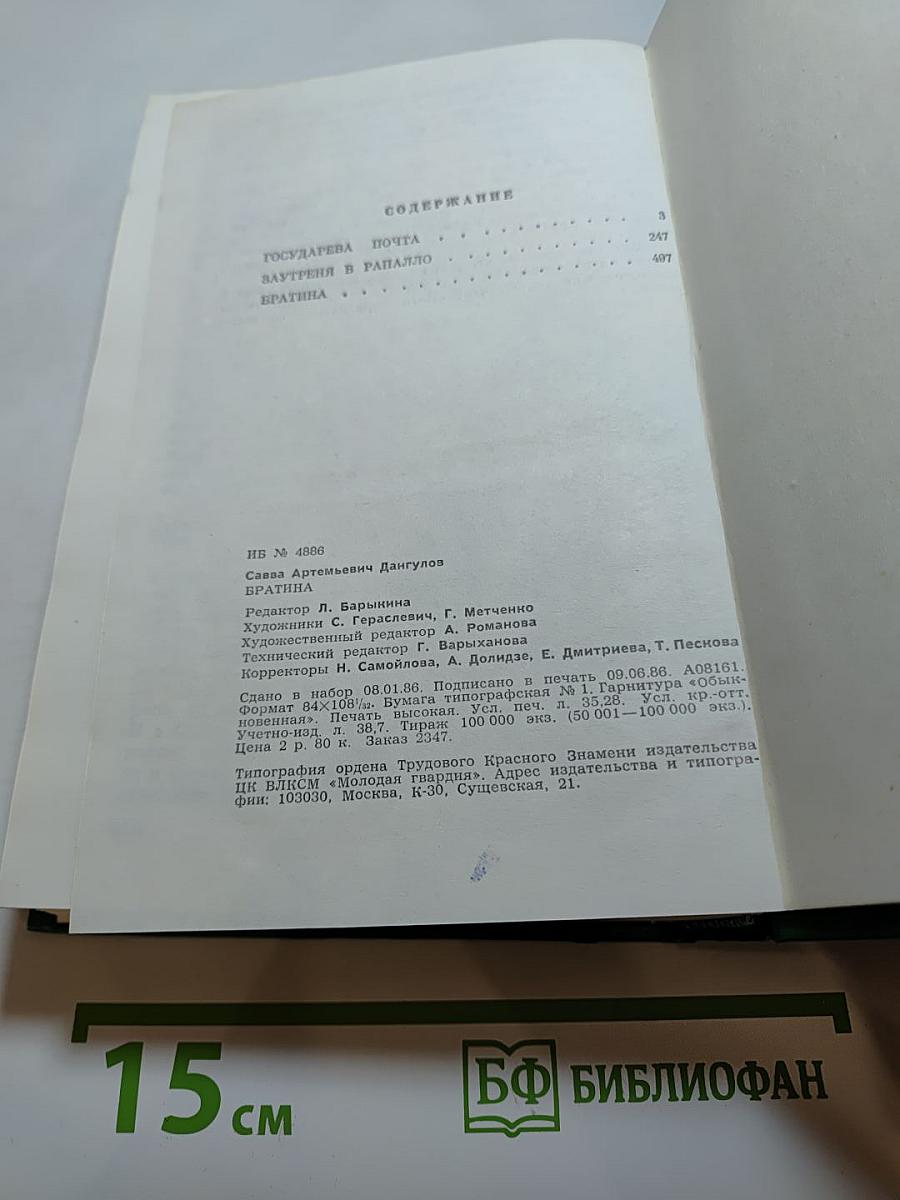 СОДЕРЖАНИЕ
ГОСУДАРЕВА ПОЧТА . . . . . . . . . . . 3
ЗАУТРЕНЯ В РАПАЛЛО . . . . . . . . . . 247
БРАТИНА . . . . . . . . . . . . . . . 497
ИБ № 4886
Савва Артемьевич Дангулов
БРАТИНА
Редактор Л. Барыкина
Художники С. Гераслевич, Г. Метченко
Художественный редактор А. Романова
Технический редактор Г. Варыханова
Корректоры Н. Самойлова, А. Долидзе, Е. Дмитриева, Т. Пескова
Сдано в набор 08.01.86. Подписано в печать 09.06.86. А08161.
Формат 84×108¹/₃₂. Бумага типографская № 1. Гарнитура «Обык-
новенная». Печать высокая. Усл. печ. л. 35,28. Усл. кр.-отт.
Учетно-изд. л. 38,7. Тираж 100 000 экз. (50 001—100 000 экз.).
Цена 2 р. 80 к. Заказ 2347.
Типография ордена Трудового Красного Знамени издательства
ЦК ВЛКСМ «Молодая гвардия». Адрес издательства и типогра-
фии: 103030, Москва, К-30, Сущевская, 21.
15 см
БФ БИБЛИОФАН